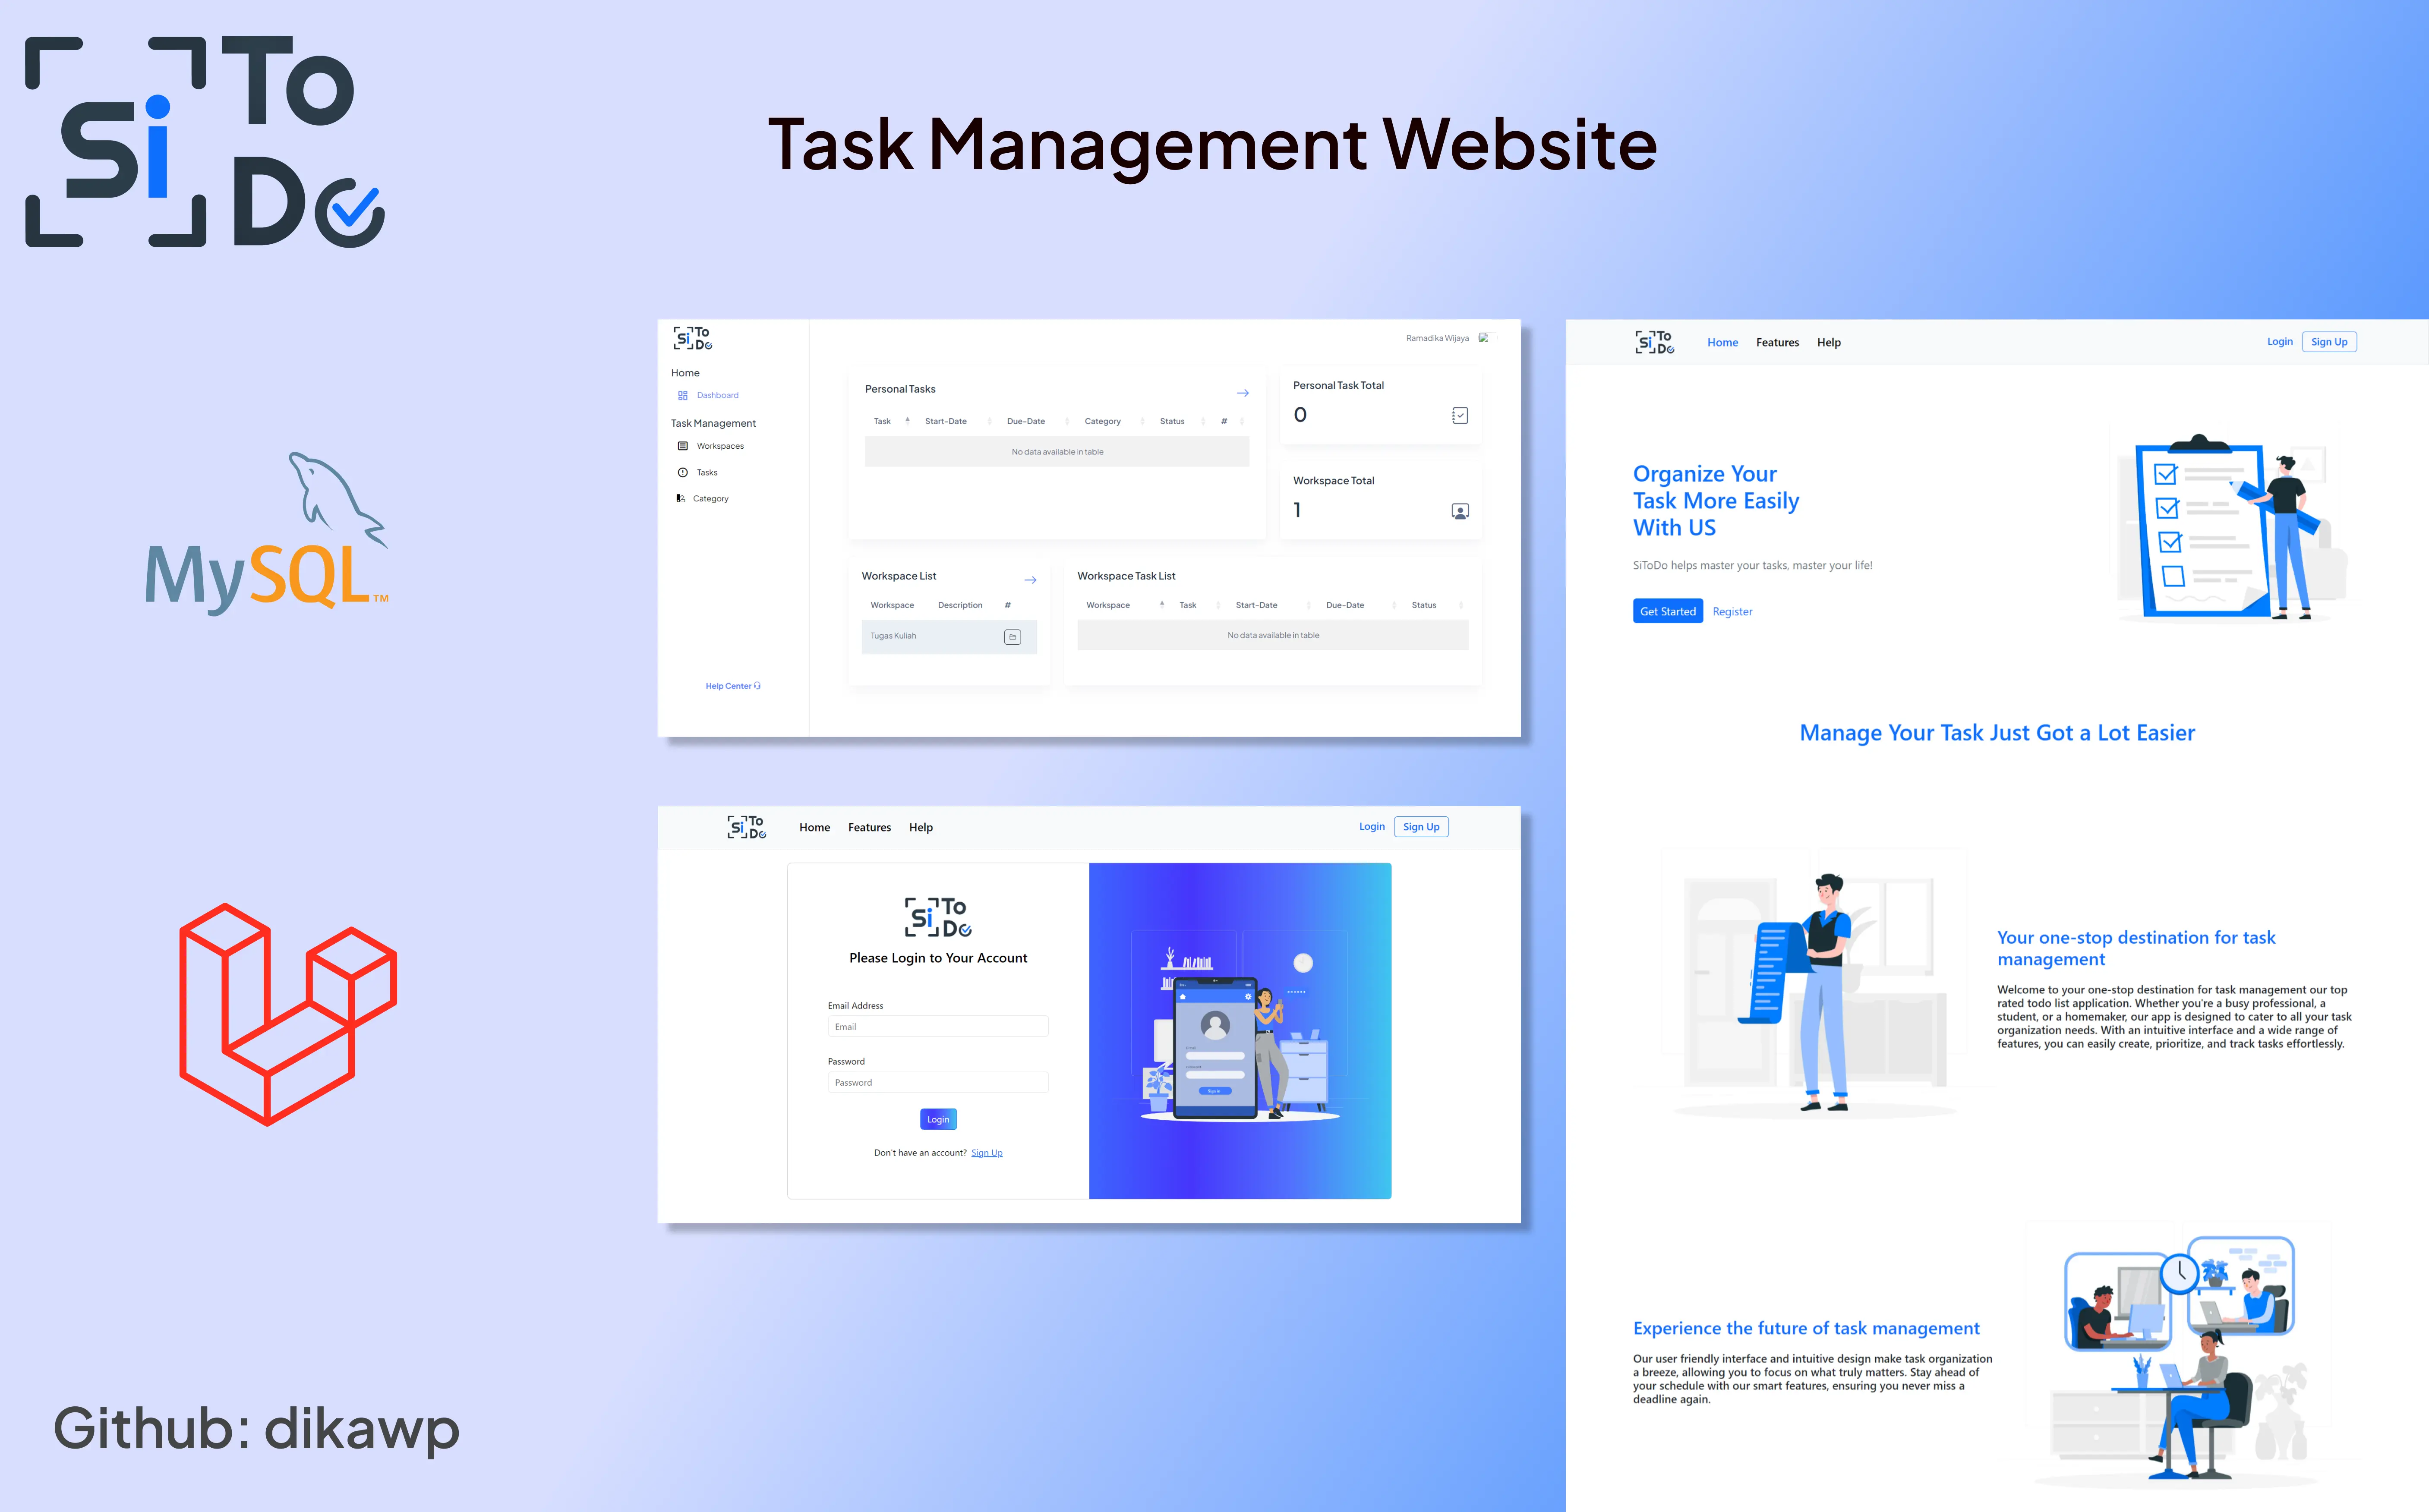 Si To
Do
Task Management Website
MySQL™
Github: dikawp
Si To
Do
Ramadika Wijaya
Home
Dashboard
Task Management
Workspaces
Tasks
Category
Help Center
Personal Tasks
Task Start-Date Due-Date Category Status #
No data available in table
Personal Task Total
0
Workspace Total
1
Workspace List
Workspace Description #
Tugas Kuliah
Workspace Task List
Workspace Task Start-Date Due-Date Status
No data available in table
Si To
Do
Home Features Help
Login Sign Up
Si To
Do
Please Login to Your Account
Email Address
Email
Password
Password
Login
Don't have an account? Sign Up
Sign in
Si To
Do
Home Features Help
Login Sign Up
Organize Your
Task More Easily
With US
SiToDo helps master your tasks, master your life!
Get Started Register
Manage Your Task Just Got a Lot Easier
Your one-stop destination for task
management
Welcome to your one-stop destination for task management our top
rated todo list application. Whether you're a busy professional, a
student, or a homemaker, our app is designed to cater to all your task
organization needs. With an intuitive interface and a wide range of
features, you can easily create, prioritize, and track tasks effortlessly.
Experience the future of task management
Our user friendly interface and intuitive design make task organization
a breeze, allowing you to focus on what truly matters. Stay ahead of
your schedule with our smart features, ensuring you never miss a
deadline again.